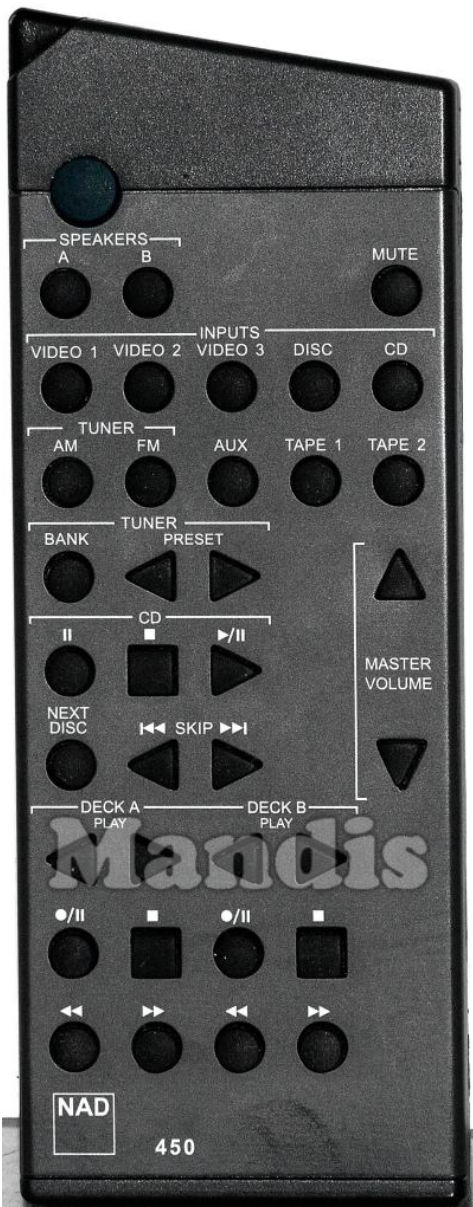 SPEAKERS
A B MUTE
INPUTS
VIDEO 1 VIDEO 2 VIDEO 3 DISC CD
TUNER
AM FM AUX TAPE 1 TAPE 2
TUNER
BANK PRESET
CD
MASTER
VOLUME
NEXT
DISC SKIP
DECK A DECK B
PLAY PLAY
Mandis
NAD
450